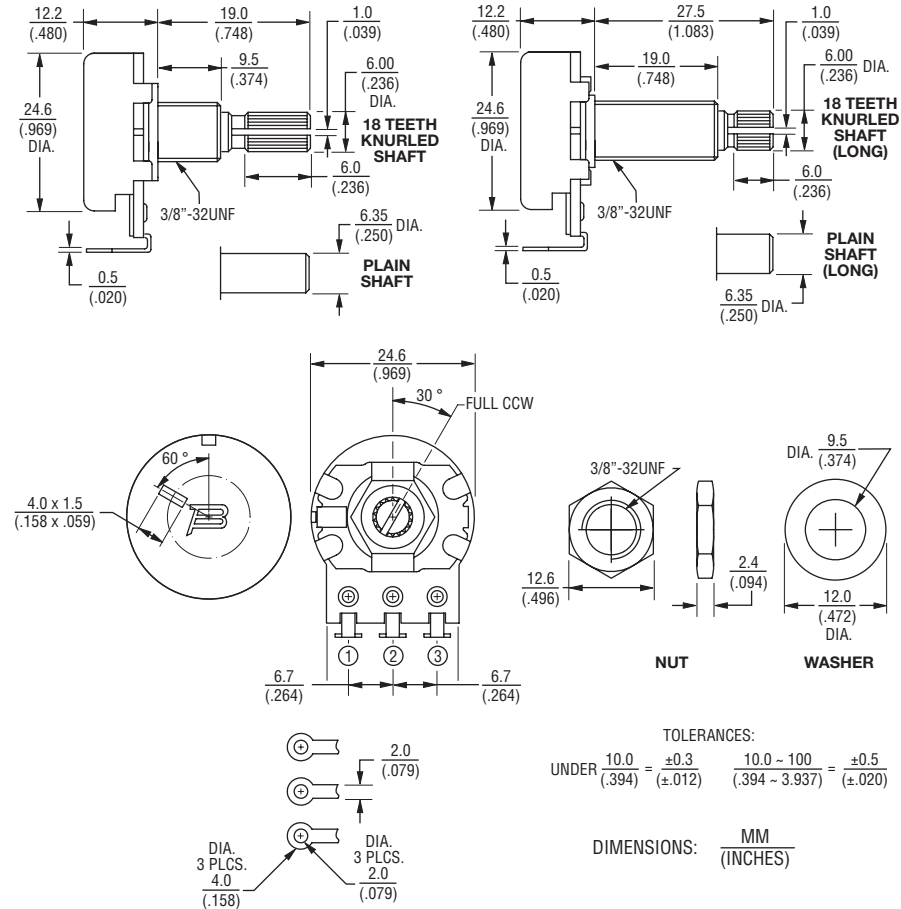 12.2
(.480)
19.0
(.748)
1.0
(.039)
9.5
(.374)
6.00
(.236)
DIA.
24.6
(.969)
DIA.
18 TEETH
KNURLED
SHAFT
6.0
(.236)
3/8"-32UNF
0.5
(.020)
6.35
(.250) DIA.
PLAIN
SHAFT
12.2
(.480)
27.5
(1.083)
1.0
(.039)
19.0
(.748)
6.00
(.236) DIA.
24.6
(.969)
DIA.
18 TEETH
KNURLED
SHAFT
(LONG)
6.0
(.236)
3/8"-32UNF
0.5
(.020)
6.35
(.250) DIA.
PLAIN
SHAFT
(LONG)
60 °
4.0 x 1.5
(.158 x .059)
24.6
(.969)
30 °
FULL CCW
1 2 3
6.7
(.264)
6.7
(.264)
3/8"-32UNF
12.6
(.496)
2.4
(.094)
NUT
DIA. 9.5
(.374)
12.0
(.472)
DIA.
WASHER
2.0
(.079)
DIA.
3 PLCS.
4.0
(.158)
DIA.
3 PLCS.
2.0
(.079)
TOLERANCES:
UNDER 10.0 = ±0.3
(.394) (±.012)
10.0 ~ 100 = ±0.5
(.394 ~ 3.937) (±.020)
DIMENSIONS: MM
(INCHES)